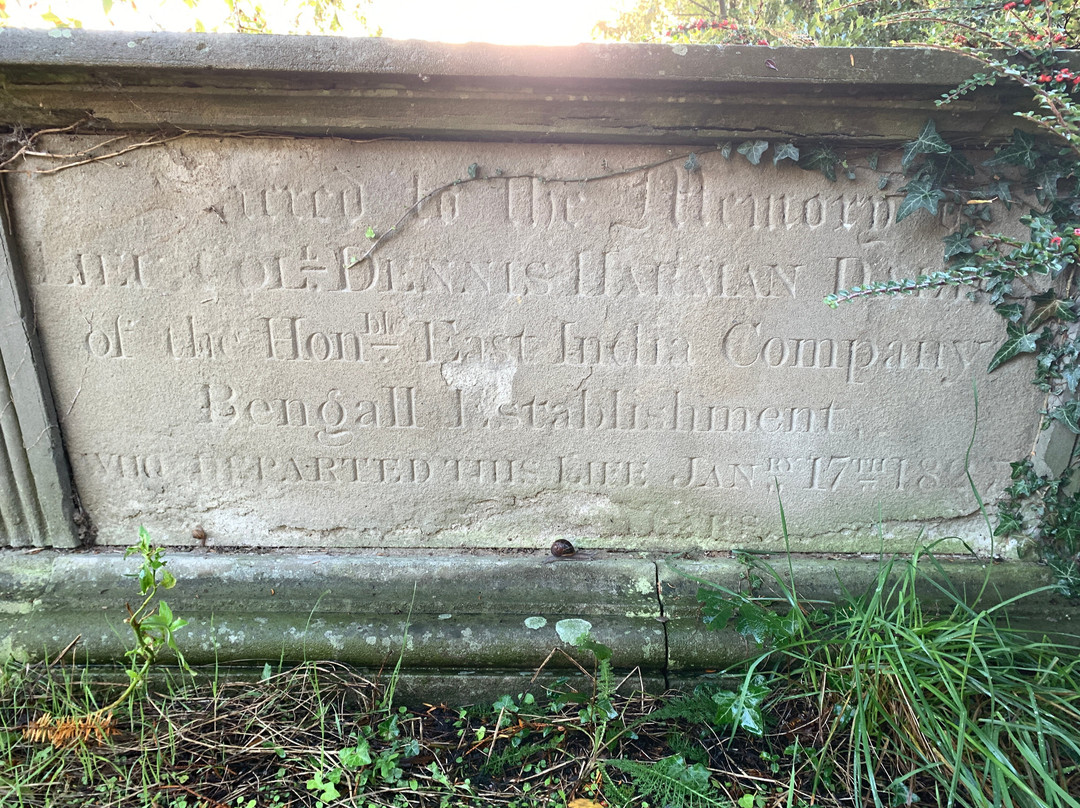 to the Memory
LIEUT COLL. DENNIS HARMAN
of the Honble. East India Company
Bengall Establishment.
WHO DEPARTED THIS LIFE JANRY 17TH